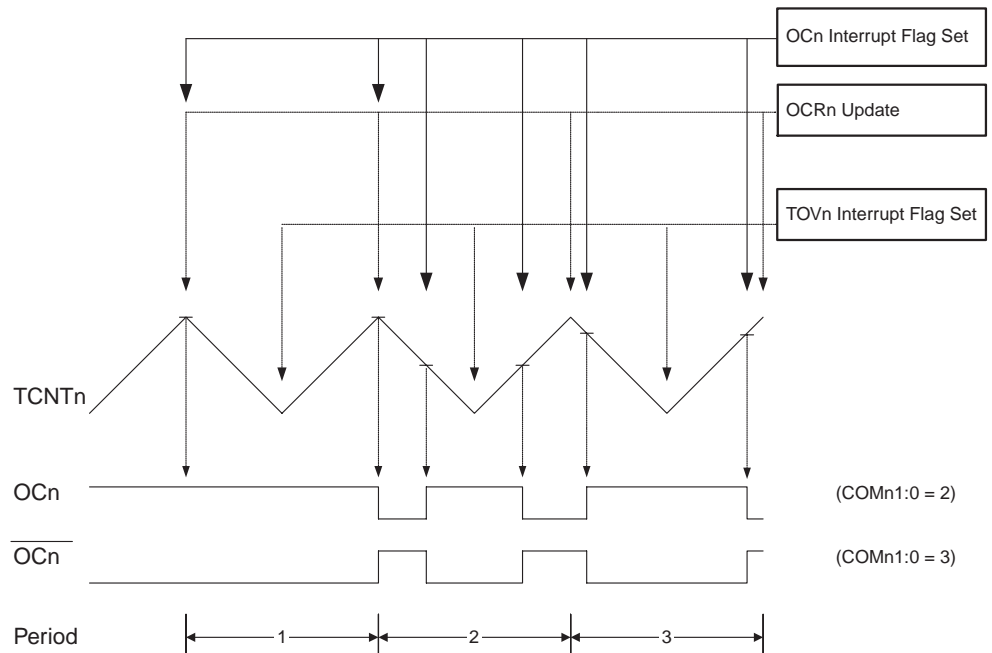 OCn Interrupt Flag Set
OCRn Update
TOVn Interrupt Flag Set
TCNTn
OCn
(COMn1:0 = 2)
OCn
(COMn1:0 = 3)
Period
1
2
3